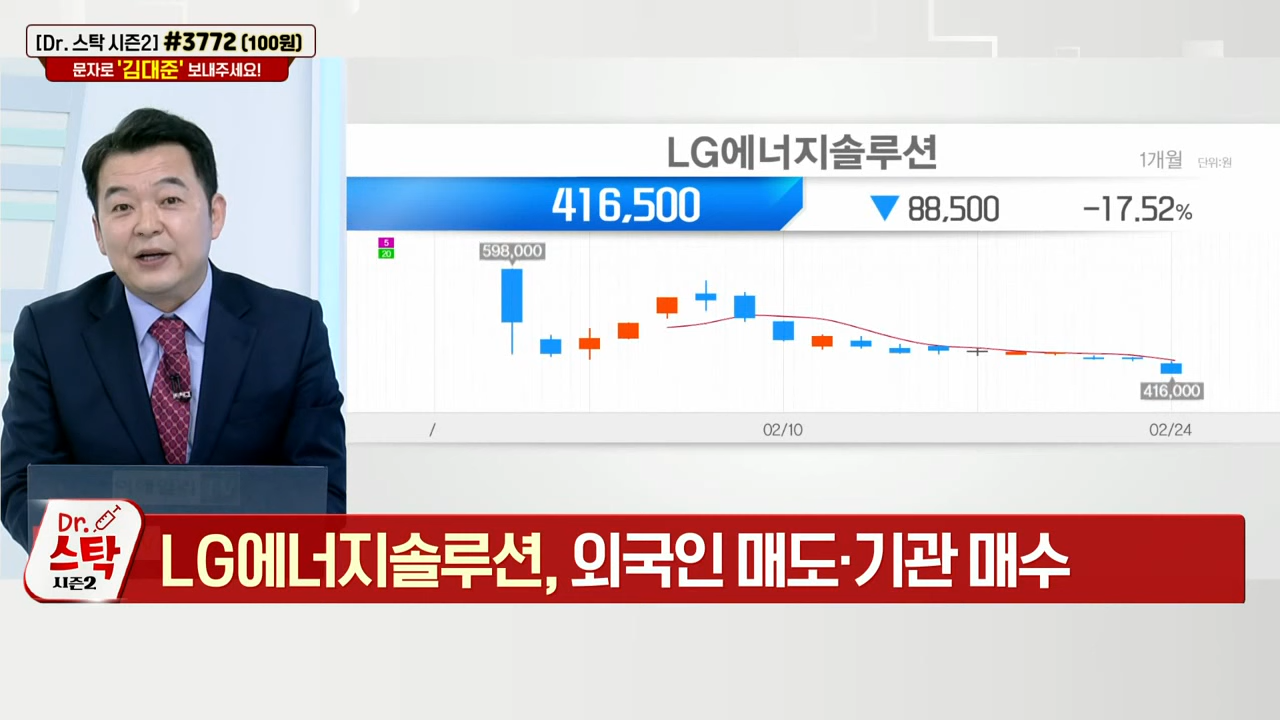 [Dr. 스탁 시즌2] #3772 (100원)
문자로 '김대준' 보내주세요!
LG에너지솔루션
1개월 단위:원
416,500 ▼ 88,500 -17.52%
5
20
598,000
416,000
/ 02/10 02/24
Dr.
스탁
시즌2
LG에너지솔루션, 외국인 매도·기관 매수